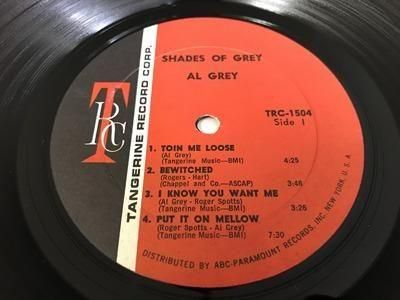 SHADES OF GREY
AL GREY
TRC-1504
Side 1
TRC
TANGERINE RECORD CORP.
1. TOIN ME LOOSE
(Al Grey)
(Tangerine Music—BMI) 4:25
2. BEWITCHED
(Rogers - Hart)
(Chappel and Co.—ASCAP) 3:46
3. I KNOW YOU WANT ME
(Al Grey - Roger Spotts)
(Tangerine Music—BMI) 3:26
4. PUT IT ON MELLOW
(Roger Spotts - Al Grey)
(Tangerine Music—BMI) 7:30
DISTRIBUTED BY ABC-PARAMOUNT RECORDS, INC. NEW YORK, U.S.A.